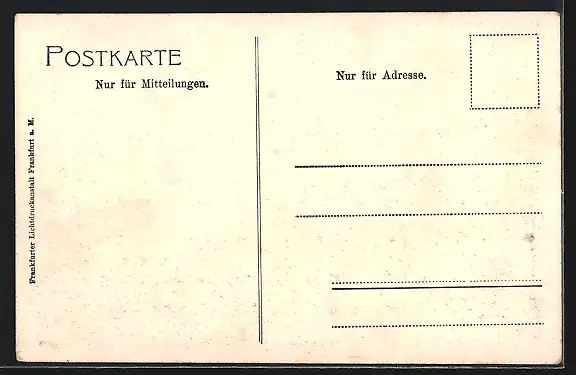 POSTKARTE
Nur für Mitteilungen.
Nur für Adresse.
Frankfurter Lichtdruckanstalt Frankfurt a. M.